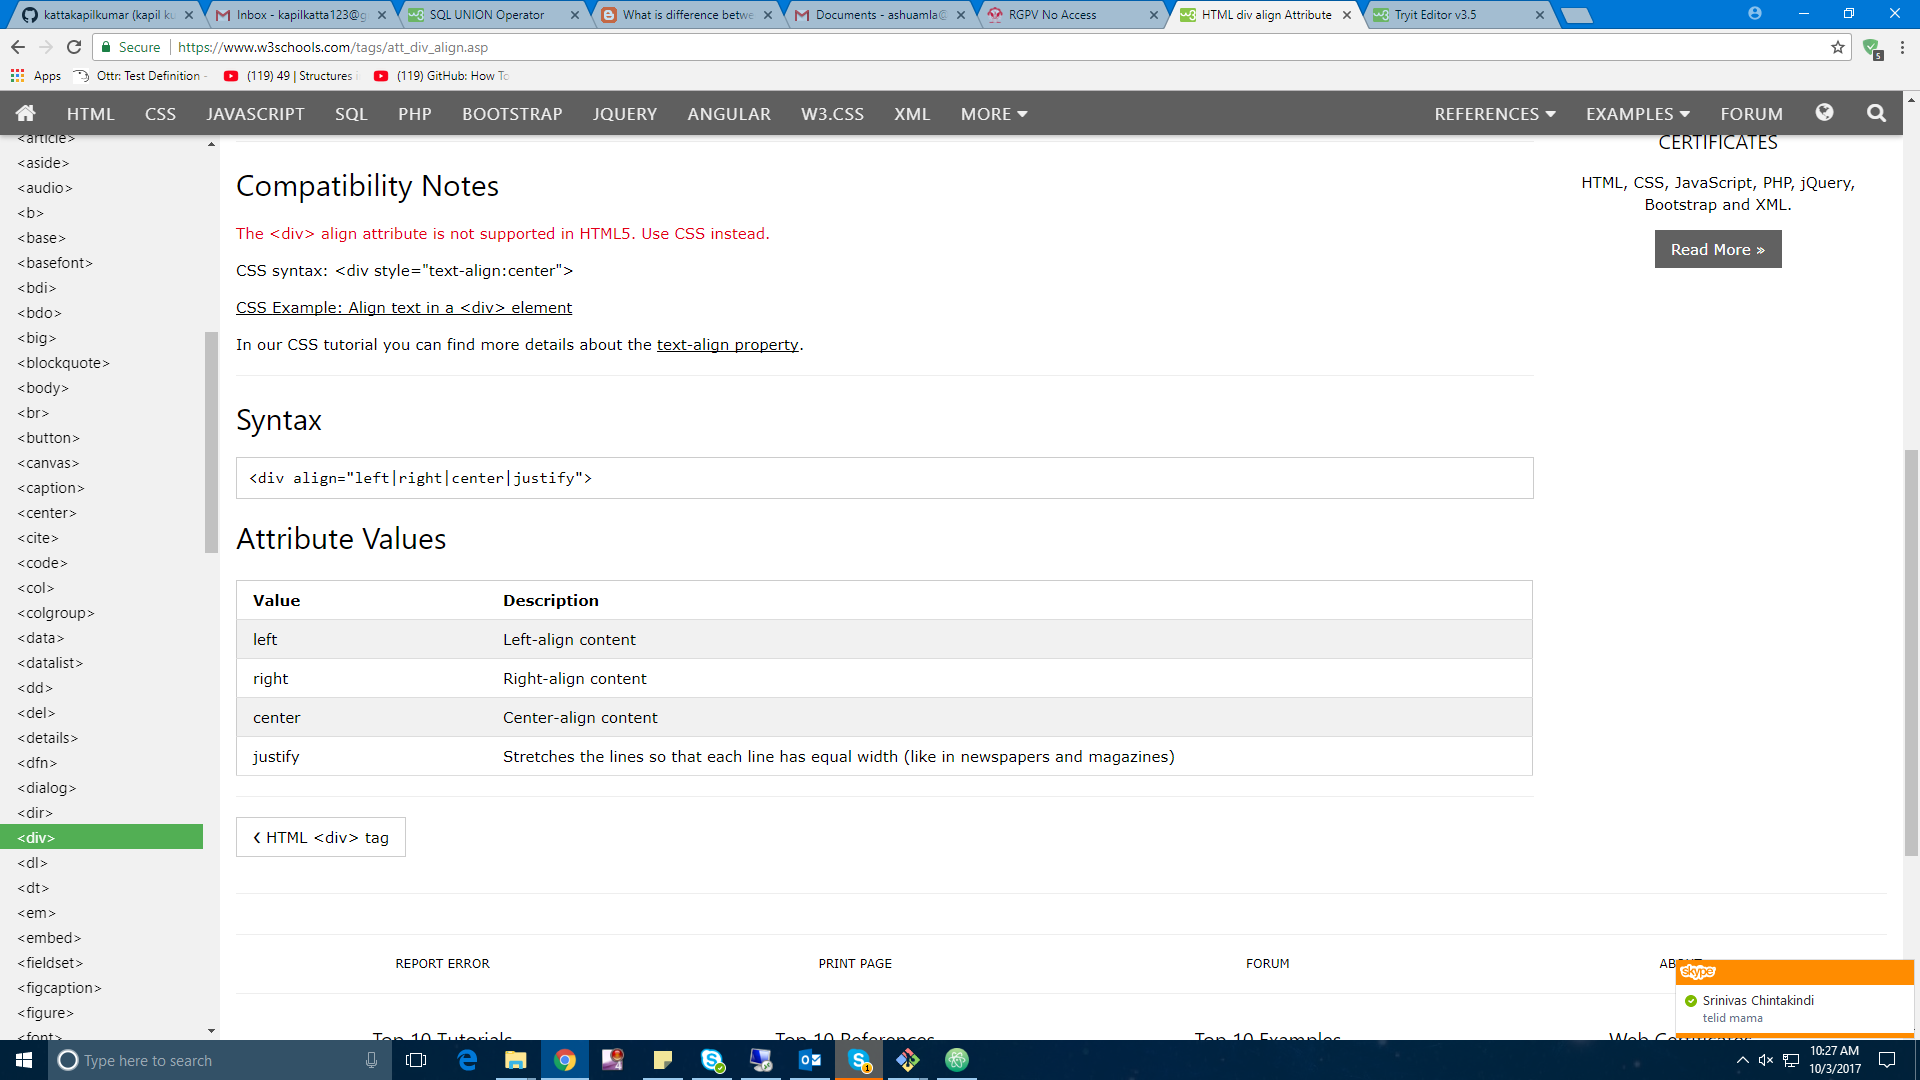 kattakapilkumar (kapil ku
Inbox - kapilkatta123@g
SQL UNION Operator
What is difference betwe
Documents - ashuamla@
RGPV No Access
HTML div align Attribute
Tryit Editor v3.5
Secure
https://www.w3schools.com/tags/att_div_align.asp
5
Apps
Ottr: Test Definition -
(119) 49 | Structures i
(119) GitHub: How To
HTML
CSS
JAVASCRIPT
SQL
PHP
BOOTSTRAP
JQUERY
ANGULAR
W3.CSS
XML
MORE
REFERENCES
EXAMPLES
FORUM
<article>
<aside>
<audio>
<b>
<base>
<basefont>
<bdi>
<bdo>
<big>
<blockquote>
<body>
<br>
<button>
<canvas>
<caption>
<center>
<cite>
<code>
<col>
<colgroup>
<data>
<datalist>
<dd>
<del>
<details>
<dfn>
<dialog>
<dir>
<div>
<dl>
<dt>
<em>
<embed>
<fieldset>
<figcaption>
<figure>
<font>
Compatibility Notes
The <div> align attribute is not supported in HTML5. Use CSS instead.
CSS syntax: <div style="text-align:center">
CSS Example: Align text in a <div> element
In our CSS tutorial you can find more details about the text-align property.
Syntax
<div align="left|right|center|justify">
Attribute Values
Value Description
left Left-align content
right Right-align content
center Center-align content
justify Stretches the lines so that each line has equal width (like in newspapers and magazines)
❮ HTML <div> tag
REPORT ERROR
PRINT PAGE
FORUM
Top 10 Tutorials
Top 10 References
Top 10 Examples
Web Certificates
CERTIFICATES
HTML, CSS, JavaScript, PHP, jQuery,
Bootstrap and XML.
Read More »
skype
Srinivas Chintakindi
telid mama
Type here to search
1
10:27 AM
10/3/2017